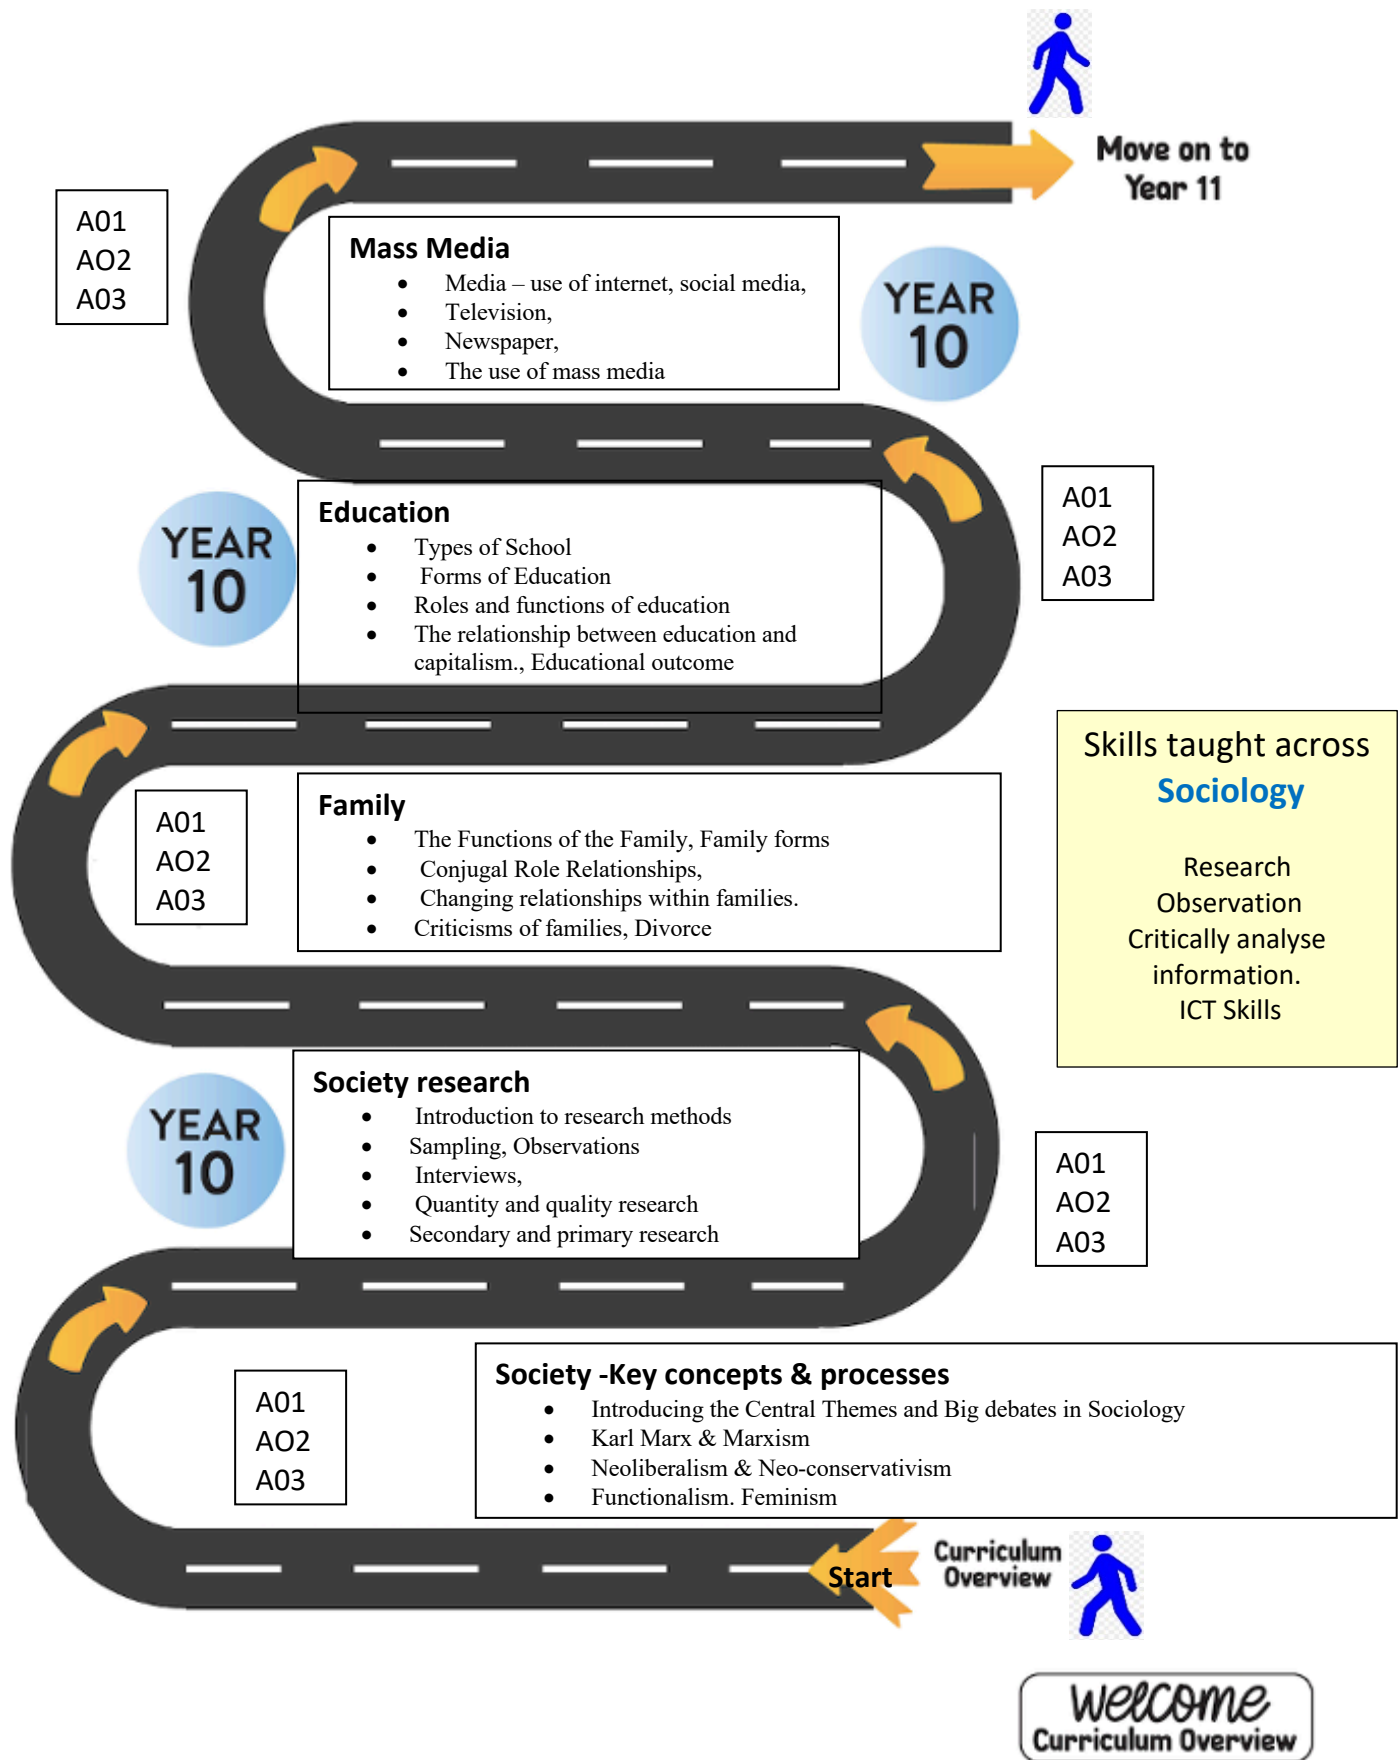 Move on to
Year 11
A01
AO2
A03
Mass Media
• Media – use of internet, social media,
• Television,
• Newspaper,
• The use of mass media
YEAR
10
A01
AO2
A03
YEAR
10
Education
• Types of School
• Forms of Education
• Roles and functions of education
• The relationship between education and
capitalism., Educational outcome
Skills taught across
Sociology
Research
Observation
Critically analyse
information.
ICT Skills
A01
AO2
A03
Family
• The Functions of the Family, Family forms
• Conjugal Role Relationships,
• Changing relationships within families.
• Criticisms of families, Divorce
YEAR
10
Society research
• Introduction to research methods
• Sampling, Observations
• Interviews,
• Quantity and quality research
• Secondary and primary research
A01
AO2
A03
A01
AO2
A03
Society -Key concepts & processes
• Introducing the Central Themes and Big debates in Sociology
• Karl Marx & Marxism
• Neoliberalism & Neo-conservativism
• Functionalism. Feminism
Start
Curriculum
Overview
welcome
Curriculum Overview